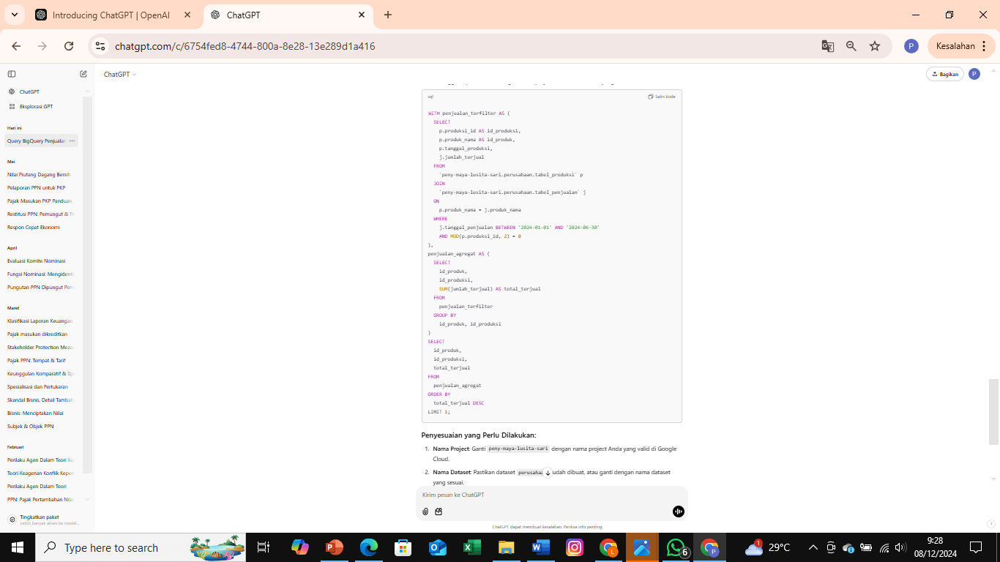 Introducing ChatGPT | OpenAI
ChatGPT
chatgpt.com/c/6754fed8-4744-800a-8e28-13e289d1a416
P
Kesalahan
ChatGPT
Bagikan
P
ChatGPT
Eksplorasi GPT
Hari ini
Query BigQuery Penjualan
Mei
Nilai Piutang Dagang Bersih
Pelaporan PPN untuk PKP
Pajak Masukan PKP Panduan
Restitusi PPN: Pemungut &
Respon Cepat Ekonomi
April
Evaluasi Komite Nominasi
Fungsi Nominasi: Mengidenti
Pungutan PPN Dipungut Pem
Maret
Klasifikasi Laporan Keuangan
Pajak masukan dikreditkan
Stakeholder Protection Meas
Pajak PPN: Tempat & Tarif
Keunggulan Komparatif & Sp
Spesialisasi dan Pertukaran
Skandal Bisnis, Detail Tambah
Bisnis: Menciptakan Nilai
Subjek & Objek PPN
Februari
Perilaku Agen Dalam Teori Ke
Teori Keagenan Konflik Kepen
Perilaku Agen Dalam Teori
PPN: Pajak Pertambahan Nilai
Tingkatkan paket
Lebih banyak akses ke model...
sql
Salin kode
WITH penjualan_terfilter AS (
SELECT
p.produksi_id AS id_produksi,
p.produk_nama AS id_produk,
p.tanggal_produksi,
j.jumlah_terjual
FROM
`peny-maya-lusita-sari.perusahaan.tabel_produksi` p
JOIN
`peny-maya-lusita-sari.perusahaan.tabel_penjualan` j
ON
p.produk_nama = j.produk_nama
WHERE
j.tanggal_penjualan BETWEEN '2024-01-01' AND '2024-06-30'
AND MOD(p.produksi_id, 2) = 0
),
penjualan_agregat AS (
SELECT
id_produk,
id_produksi,
SUM(jumlah_terjual) AS total_terjual
FROM
penjualan_terfilter
GROUP BY
id_produk, id_produksi
)
SELECT
id_produk,
id_produksi,
total_terjual
FROM
penjualan_agregat
ORDER BY
total_terjual DESC
LIMIT 1;
Penyesuaian yang Perlu Dilakukan:
1. Nama Project: Ganti peny-maya-lusita-sari dengan nama project Anda yang valid di Google
Cloud.
2. Nama Dataset: Pastikan dataset perusaha udah dibuat, atau ganti dengan nama dataset
yang sesuai.
Kirim pesan ke ChatGPT
ChatGPT dapat membuat kesalahan. Periksa info penting.
?
Type here to search
L
6
P
1
29°C
9:28
08/12/2024